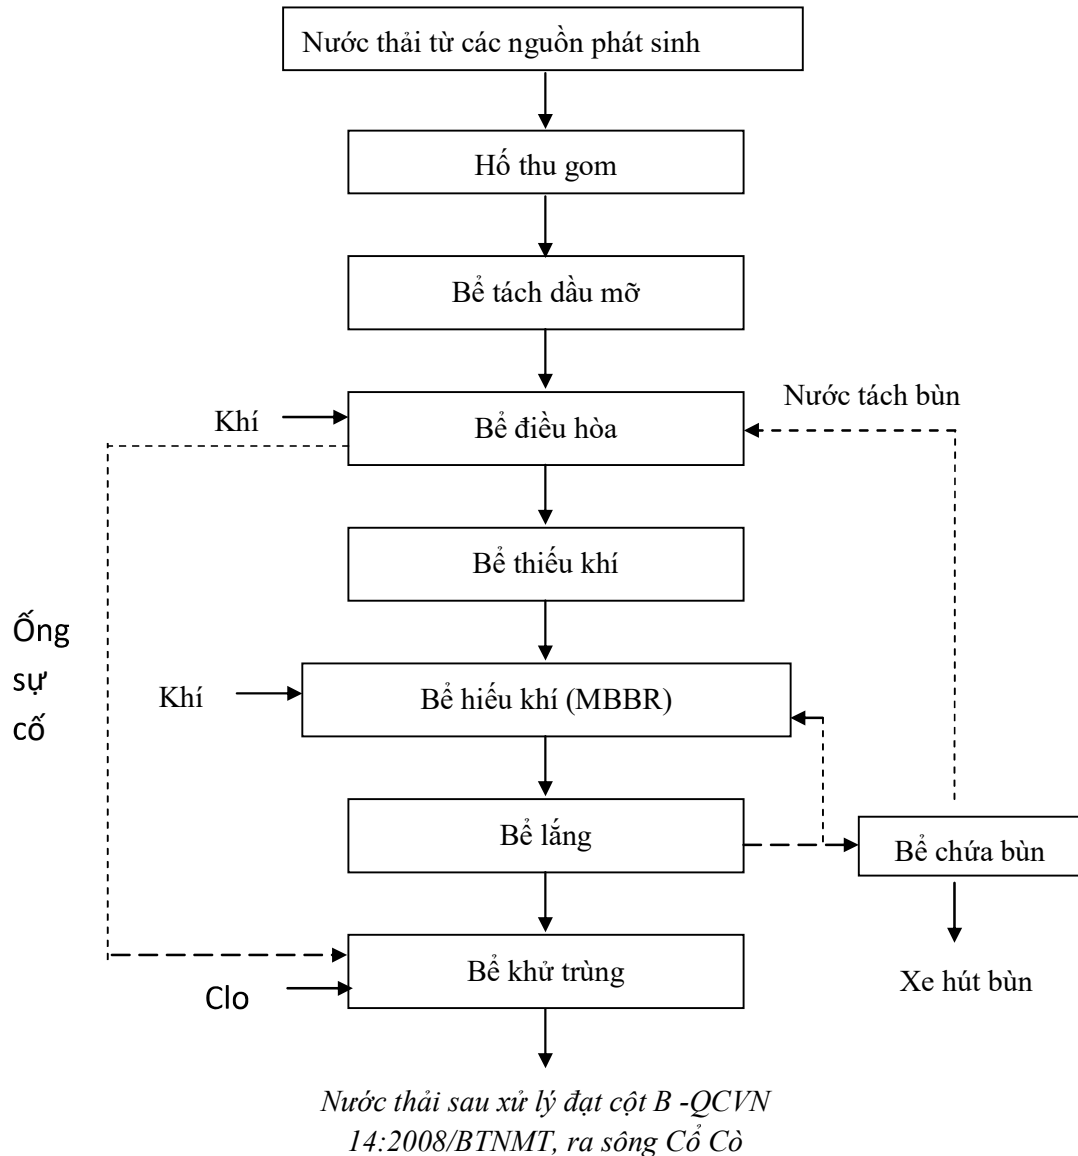 Nước thải từ các nguồn phát sinh
Hố thu gom
Bể tách dầu mỡ
Nước tách bùn
Khí
Bể điều hòa
Bể thiếu khí
Ống
sự
cố
Khí
Bể hiếu khí (MBBR)
Bể lắng
Bể chứa bùn
Bể khử trùng
Xe hút bùn
Clo
Nước thải sau xử lý đạt cột B -QCVN
14:2008/BTNMT, ra sông Cổ Cò